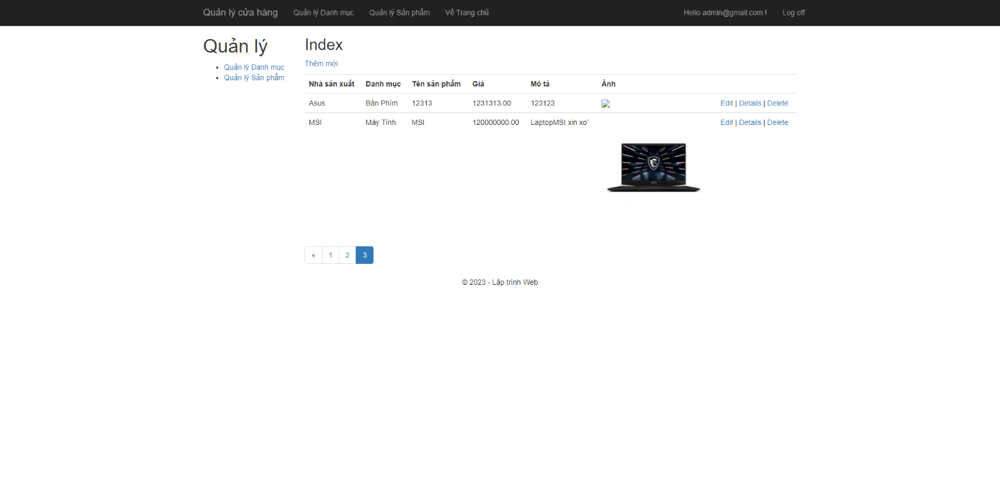 Quản lý cửa hàng Quản lý Danh mục Quản lý Sản phẩm Về Trang chủ Hello admin@gmail.com ! Log off
Quản lý
Quản lý Danh mục
Quản lý Sản phẩm
Index
Thêm mới
Nhà sản xuất Danh mục Tên sản phẩm Giá Mô tả Ảnh
Asus Bàn Phím 12313 1231313.00 123123 Edit | Details | Delete
MSI Máy Tính MSI 120000000.00 LaptopMSI xin xo` Edit | Details | Delete
« 1 2 3
© 2023 - Lập trình Web